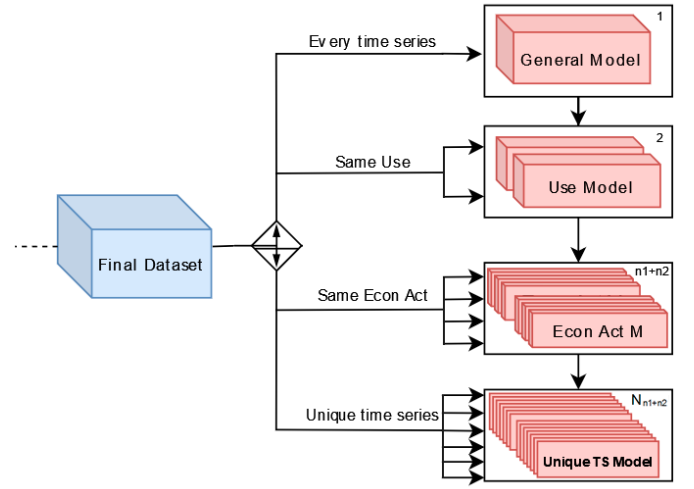 Every time series
1
General Model
Same Use
2
Use Model
Final Dataset
Same Econ Act
n1+n2
Econ Act M
Unique time series
N n1+n2
Unique TS Model